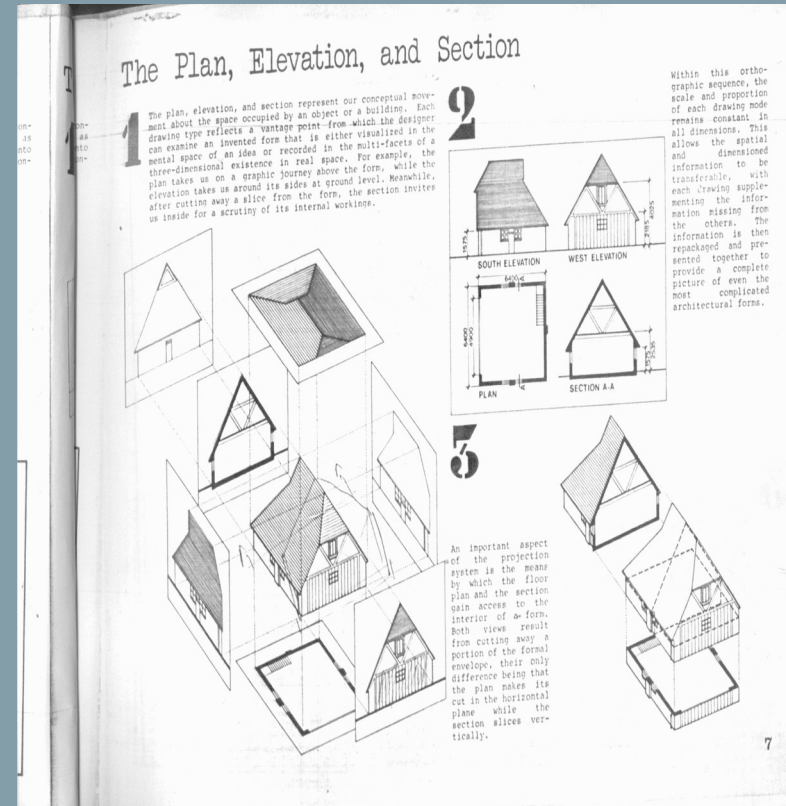 The Plan, Elevation, and Section
1
The plan, elevation, and section represent our conceptual move-
ment about the space occupied by an object or a building. Each
drawing type reflects a vantage point from which the designer
can examine an invented form that is either visualized in the
mental space of an idea or recorded in the multi-facets of a
three-dimensional existence in real space. For example, the
plan takes us on a graphic journey above the form, while the
elevation takes us around its sides at ground level. Meanwhile,
after cutting away a slice from the form, the section invites
us inside for a scrutiny of its internal workings.
2
Within this ortho-
graphic sequence, the
scale and proportion
of each drawing mode
remains constant in
all dimensions. This
allows the spatial
and dimensioned
information to be
transferable, with
each drawing supple-
menting the infor-
mation missing from
the others. The
information is then
repackaged and pre-
sented together to
provide a complete
picture of even the
most complicated
architectural forms.
1575
2185
4025
SOUTH ELEVATION
WEST ELEVATION
6400
A
6400
4900
1575
2535
PLAN
A
SECTION A-A
3
An important aspect
of the projection
system is the means
by which the floor
plan and the section
gain access to the
interior of a form.
Both views result
from cutting away a
portion of the formal
envelope, their only
difference being that
the plan makes its
cut in the horizontal
plane while the
section slices ver-
tically.
7
on-
as
nto
on-